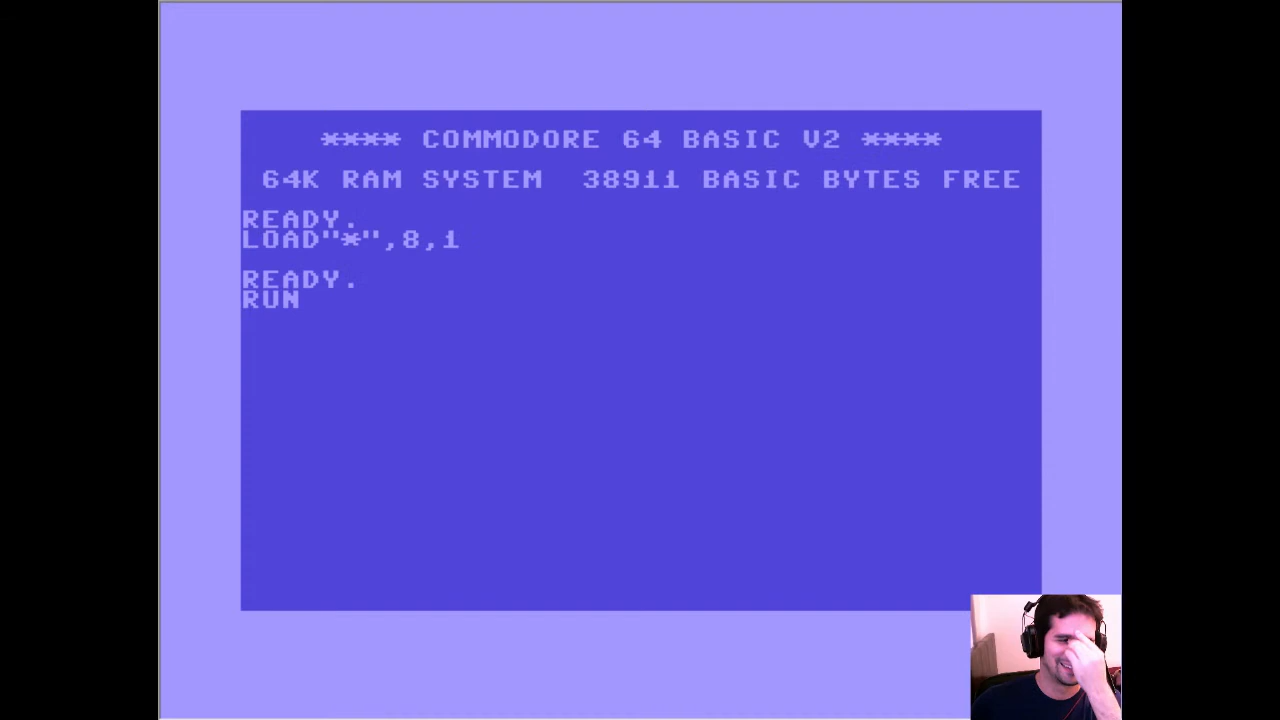 **** COMMODORE 64 BASIC V2 ****
64K RAM SYSTEM  38911 BASIC BYTES FREE
READY.
LOAD"*",8,1
READY.
RUN